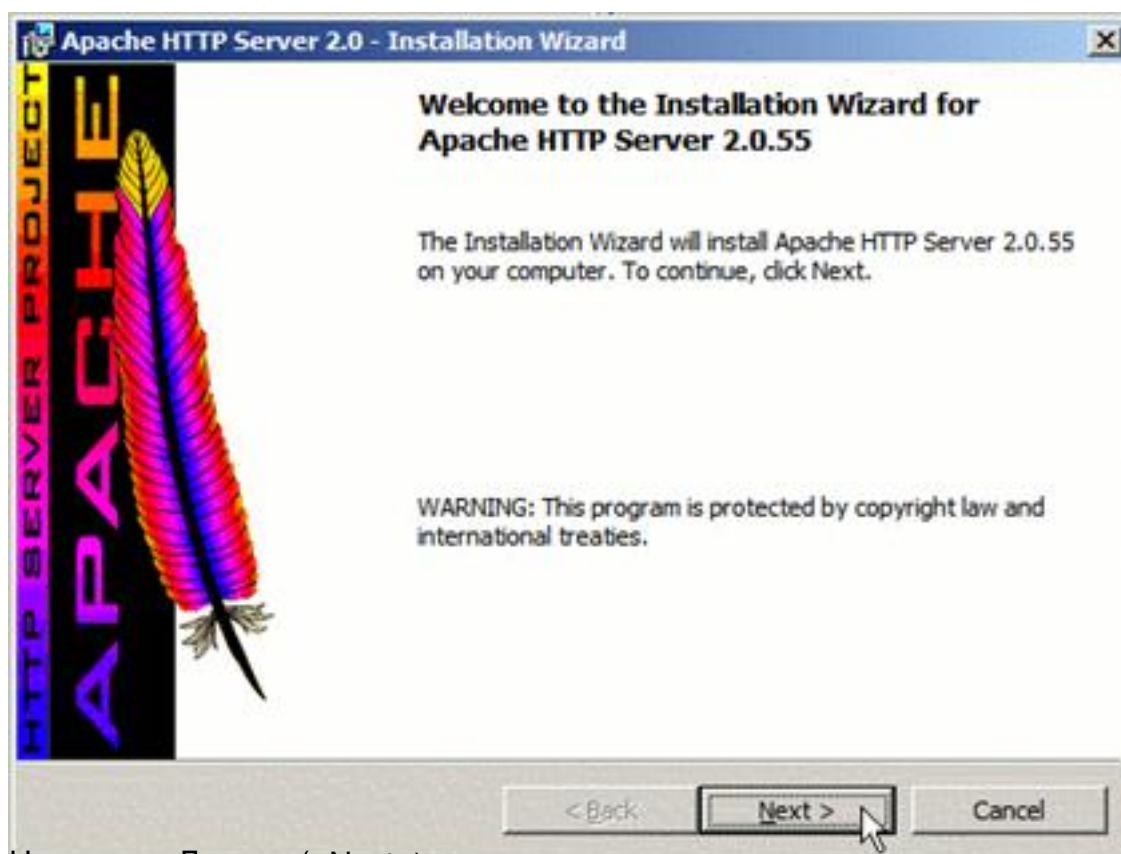 Apache HTTP Server 2.0 - Installation Wizard
HTTP SERVER PROJECT
APACHE
Welcome to the Installation Wizard for
Apache HTTP Server 2.0.55
The Installation Wizard will install Apache HTTP Server 2.0.55
on your computer. To continue, click Next.
WARNING: This program is protected by copyright law and
international treaties.
< Back
Next >
Cancel